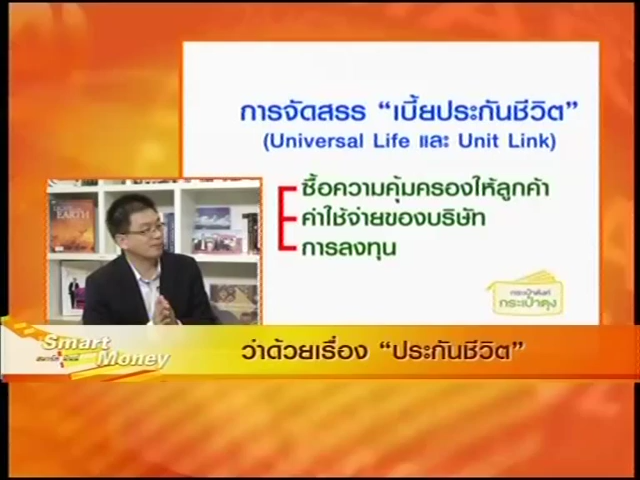 การจัดสรร “เบี้ยประกันชีวิต”
(Universal Life และ Unit Link)
ซื้อความคุ้มครองให้ลูกค้า
ค่าใช้จ่ายของบริษัท
การลงทุน
EARTH
กระเป๋าตังค์
กระเป๋าตุง
Smart
Money
ว่าด้วยเรื่อง “ประกันชีวิต”